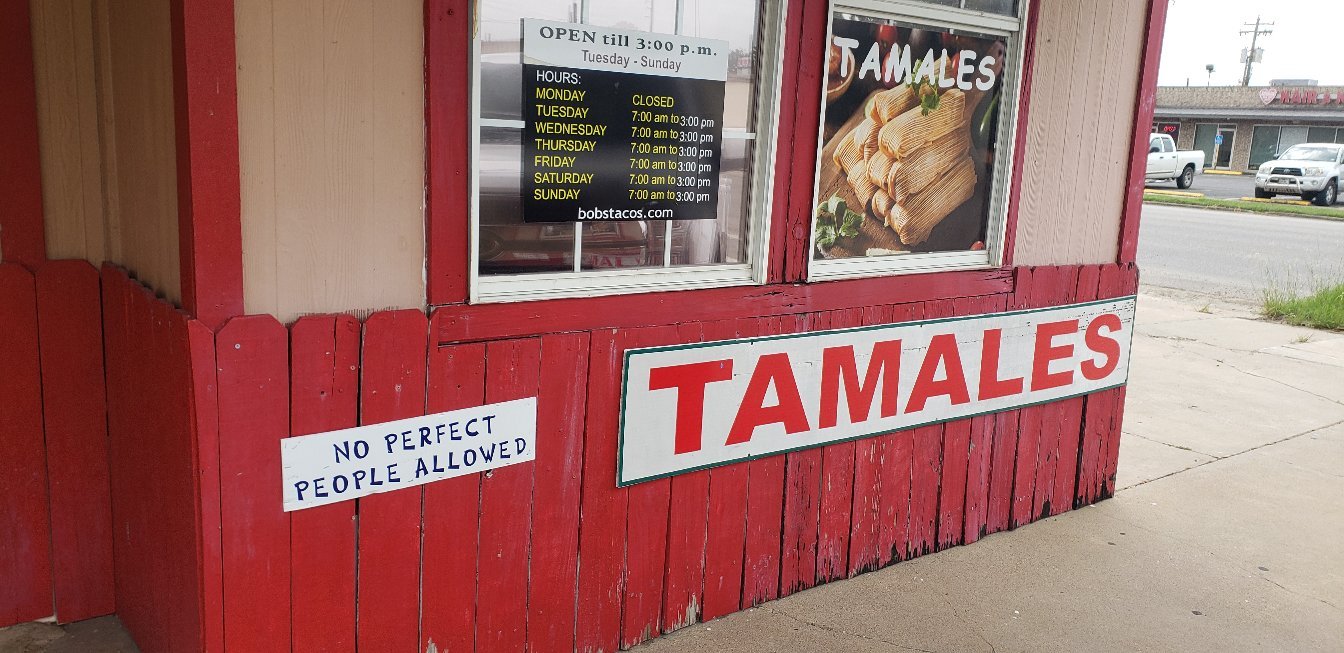 OPEN till 3:00 p.m.
Tuesday - Sunday
HOURS:
MONDAY CLOSED
TUESDAY 7:00 am to 3:00 pm
WEDNESDAY 7:00 am to 3:00 pm
THURSDAY 7:00 am to 3:00 pm
FRIDAY 7:00 am to 3:00 pm
SATURDAY 7:00 am to 3:00 pm
SUNDAY 7:00 am to 3:00 pm
bobstacos.com
TAMALES
TAMALES
NO PERFECT
PEOPLE ALLOWED
HAIR